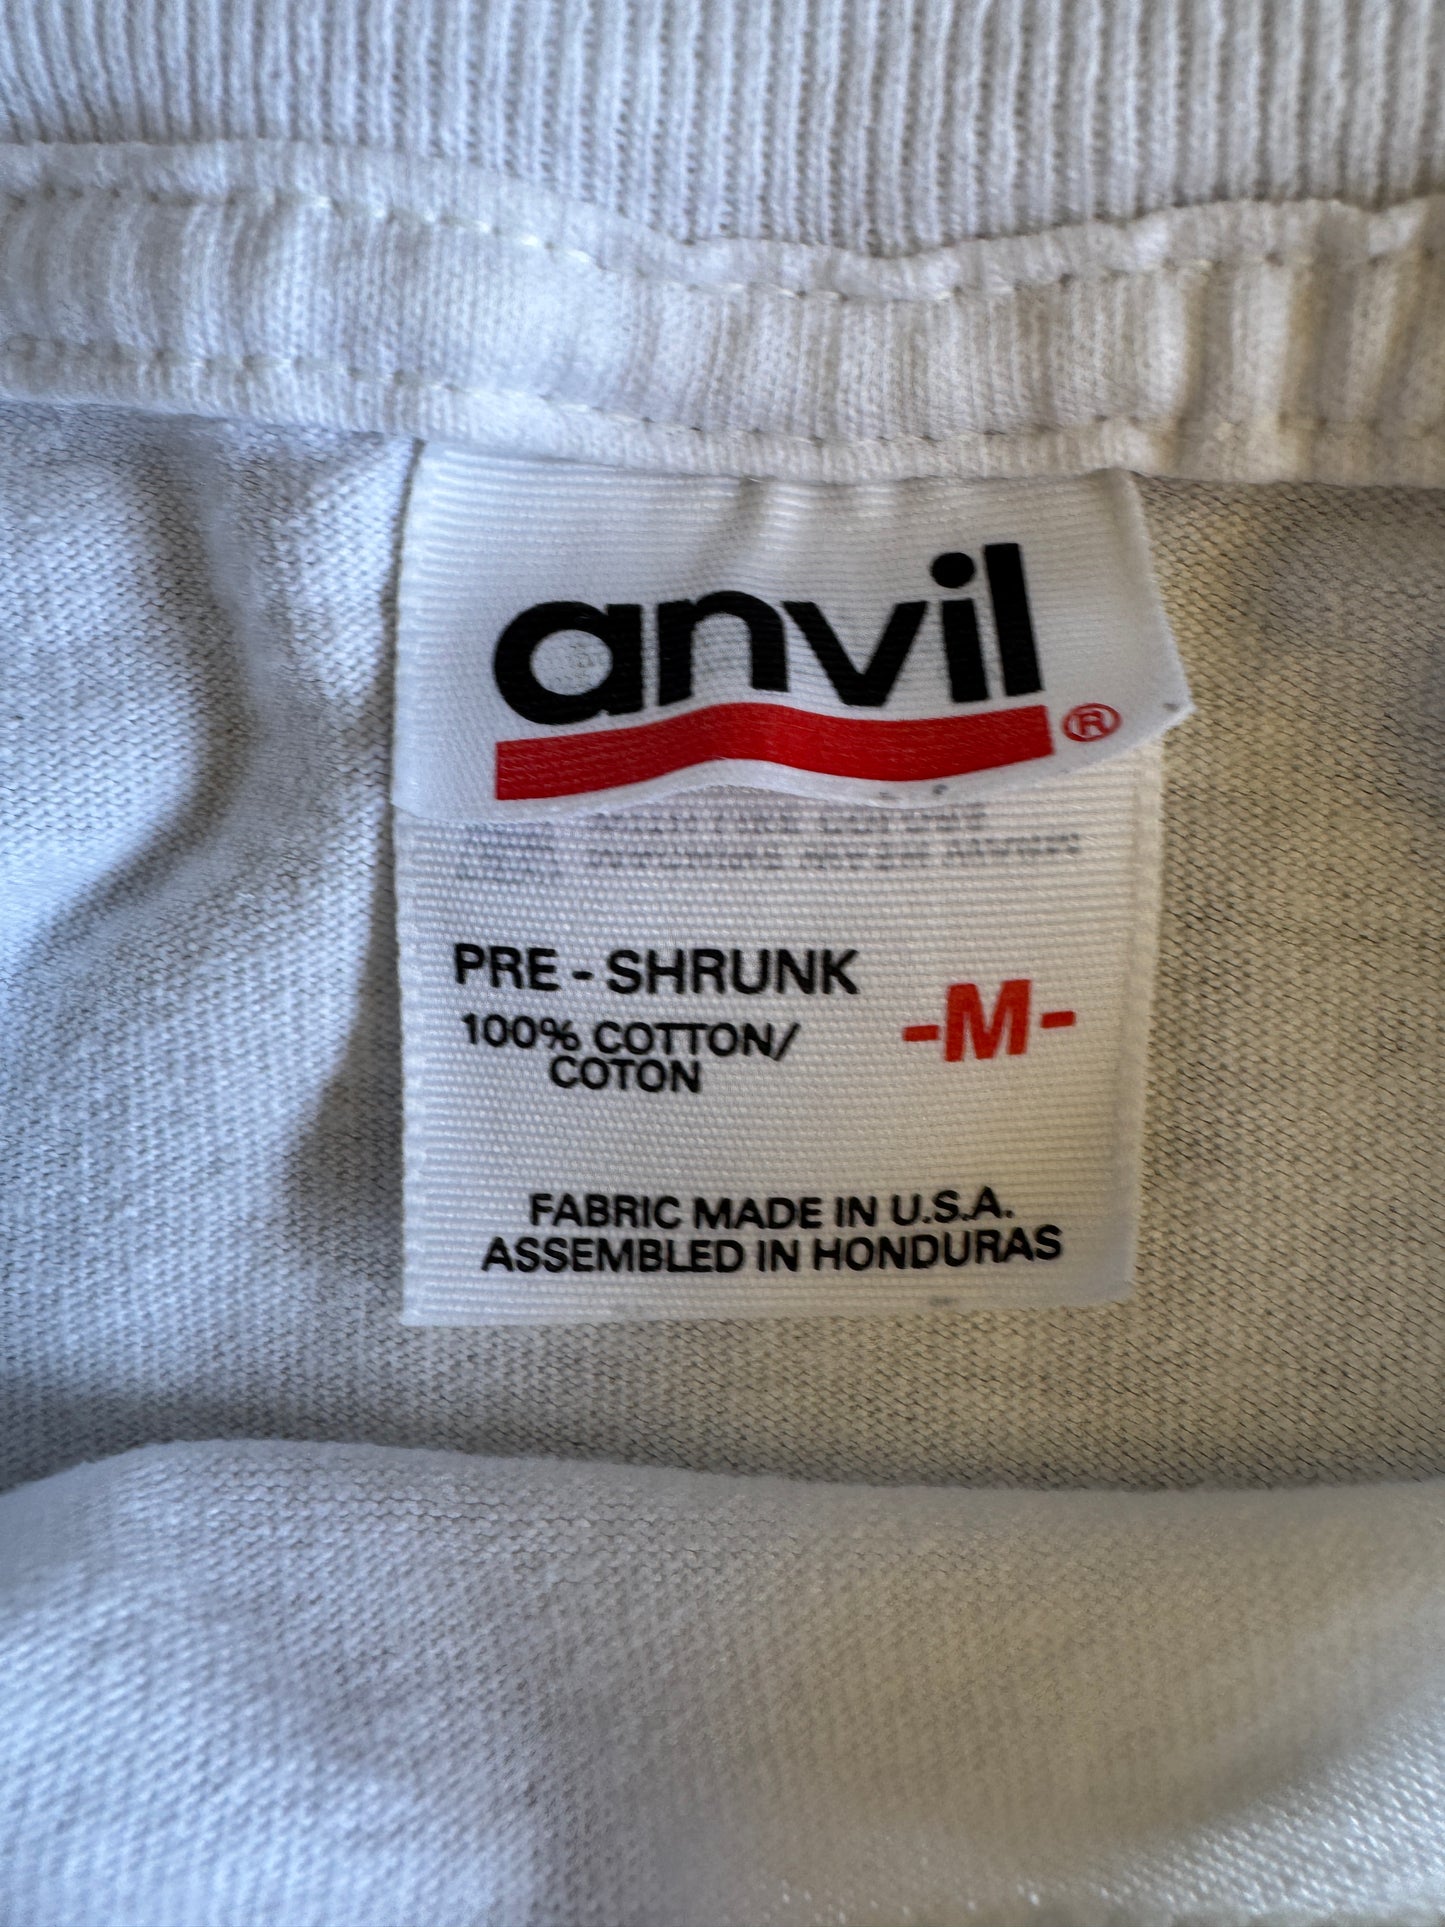 anvil®
PRE - SHRUNK
-M-
100% COTTON/
COTON
FABRIC MADE IN U.S.A.
ASSEMBLED IN HONDURAS